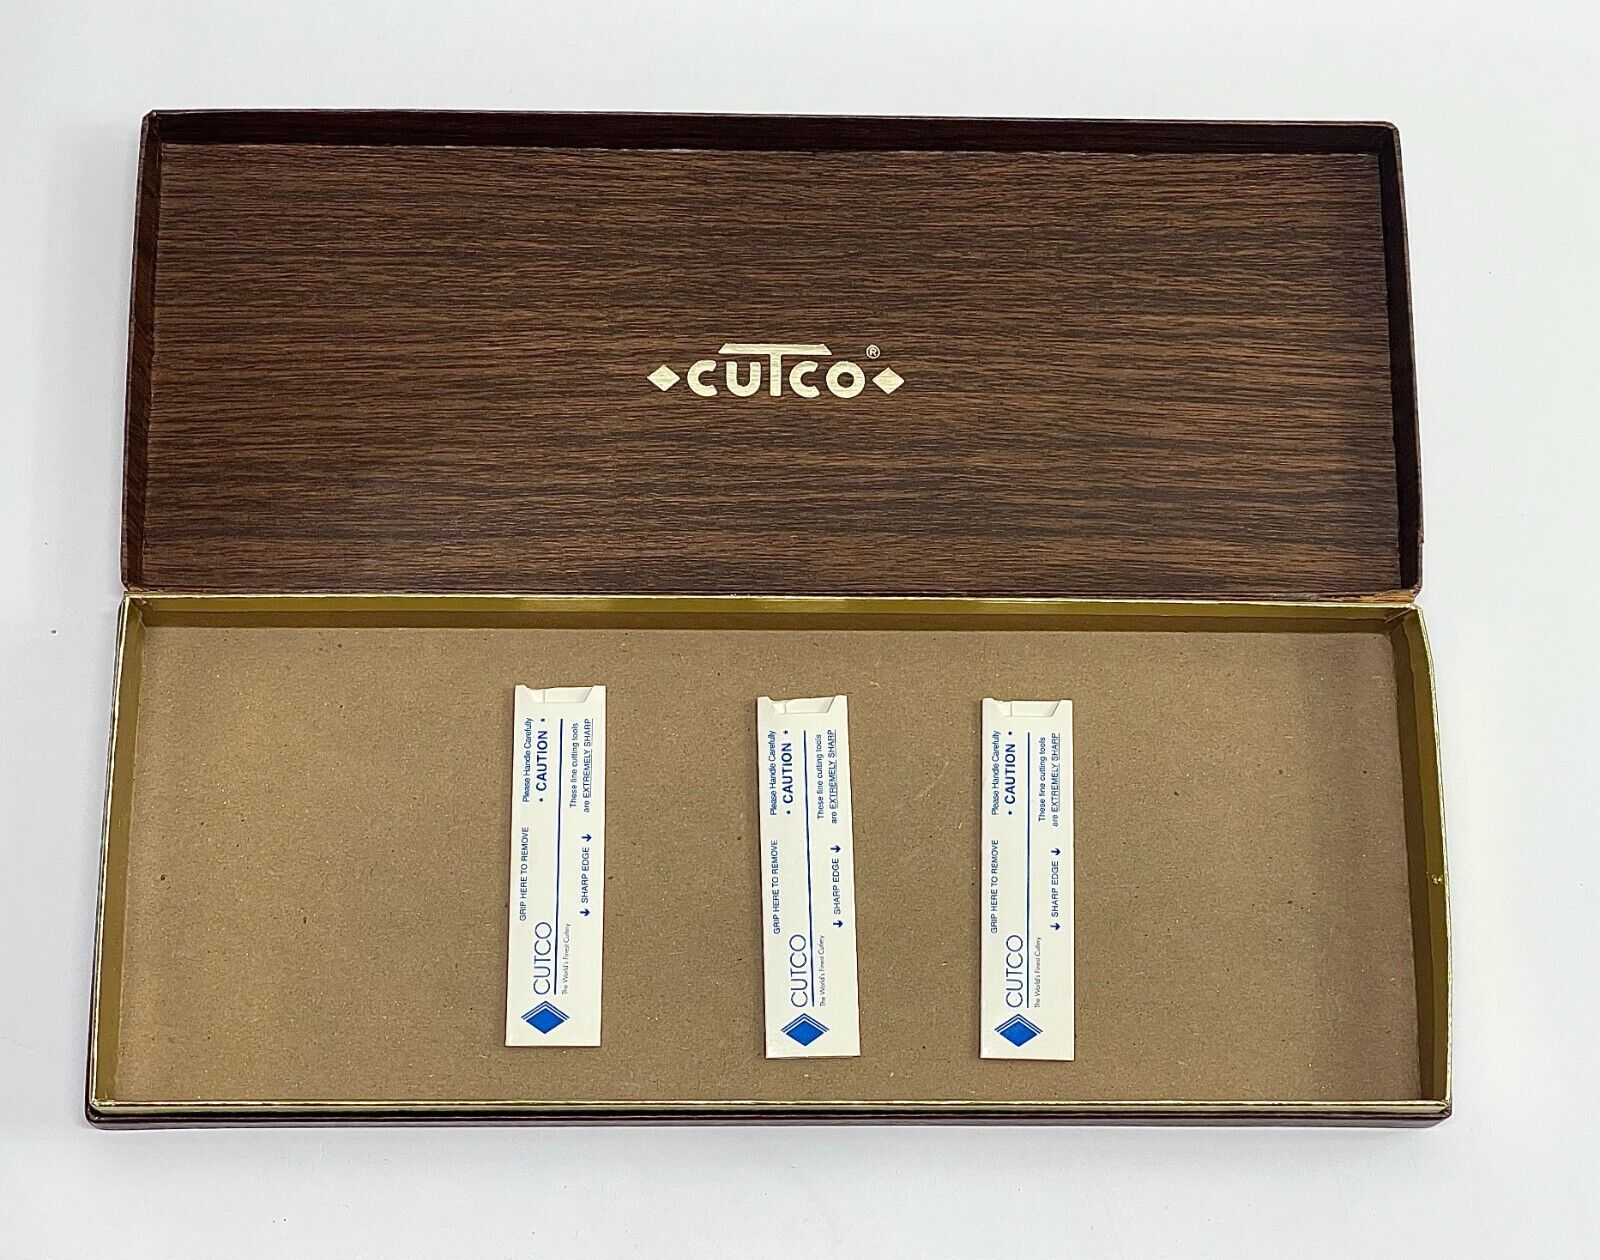 CUTCO®
Please Handle Carefully
* CAUTION *
These fine cutting tools
are EXTREMELY SHARP
GRIP HERE TO REMOVE
↓ SHARP EDGE ↓
CUTCO
The World's Finest Cutlery
Please Handle Carefully
* CAUTION *
These fine cutting tools
are EXTREMELY SHARP
GRIP HERE TO REMOVE
↓ SHARP EDGE ↓
CUTCO
The World's Finest Cutlery
Please Handle Carefully
* CAUTION *
These fine cutting tools
are EXTREMELY SHARP
GRIP HERE TO REMOVE
↓ SHARP EDGE ↓
CUTCO
The World's Finest Cutlery